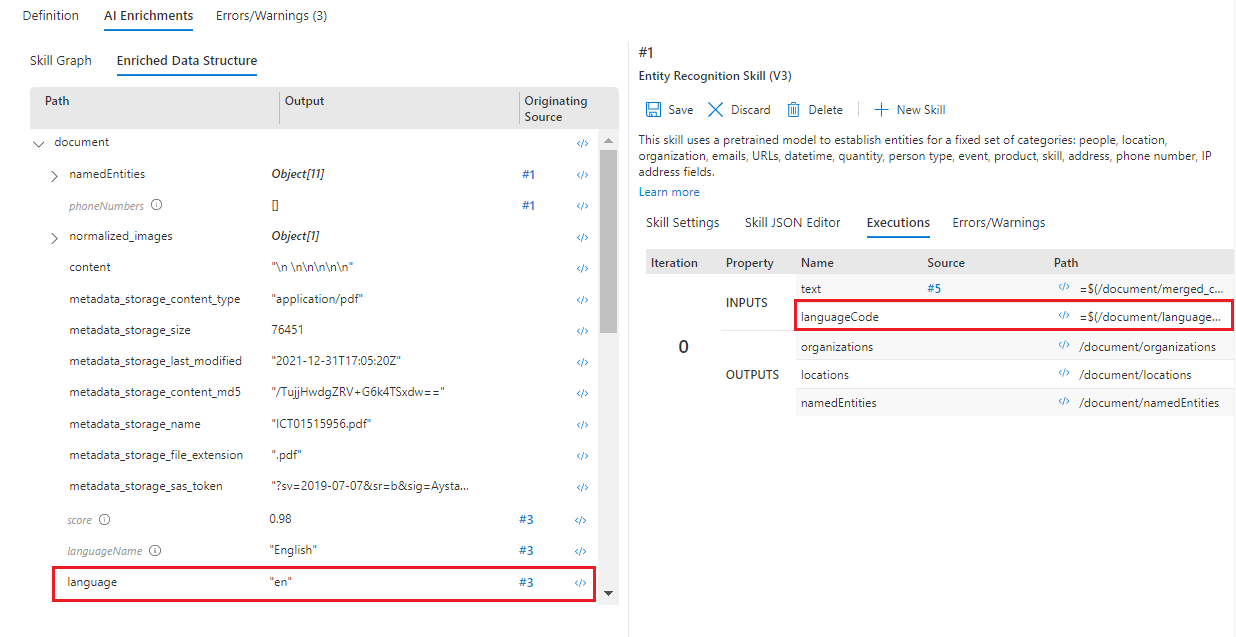 Definition AI Enrichments Errors/Warnings (3)
Skill Graph Enriched Data Structure
Path Output Originating Source
document </>
namedEntities Object[11] #1 </>
phoneNumbers [] #1 </>
normalized_images Object[1] </>
content "\n \n\n\n\n\n" </>
metadata_storage_content_type "application/pdf" </>
metadata_storage_size 76451 </>
metadata_storage_last_modified "2021-12-31T17:05:20Z" </>
metadata_storage_content_md5 "/TujjHwdgZRV+G6k4TSxdw==" </>
metadata_storage_name "ICT01515956.pdf" </>
metadata_storage_file_extension ".pdf" </>
metadata_storage_sas_token "?sv=2019-07-07&sr=b&sig=Aysta... </>
score 0.98 #3 </>
languageName "English" #3 </>
language "en" #3 </>
#1
Entity Recognition Skill (V3)
Save Discard Delete New Skill
This skill uses a pretrained model to establish entities for a fixed set of categories: people, location,
organization, emails, URLs, datetime, quantity, person type, event, product, skill, address, phone number, IP
address fields.
Learn more
Skill Settings Skill JSON Editor Executions Errors/Warnings
Iteration Property Name Source Path
0
INPUTS
text #5 </> =$(/document/merged_c...
languageCode </> =$(/document/language...
OUTPUTS
organizations </> /document/organizations
locations </> /document/locations
namedEntities </> /document/namedEntities